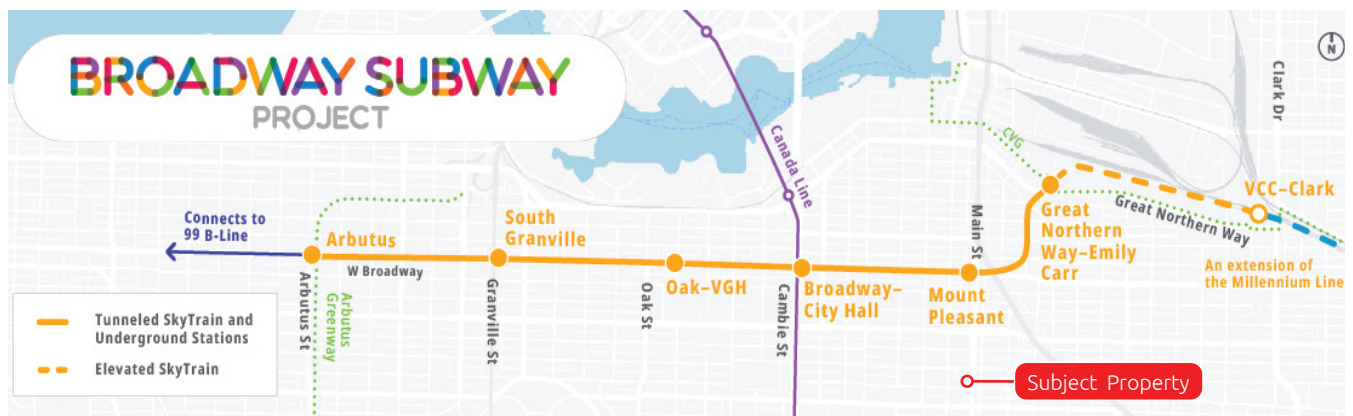 BROADWAY SUBWAY
PROJECT
N
Clark Dr
Canada Line
CVG
VCC–Clark
Connects to
99 B-Line
Arbutus
South
Granville
Main St
Great
Northern
Way–Emily
Carr
Great Northern Way
W Broadway
Oak–VGH
Broadway–
City Hall
Mount
Pleasant
An extension of
the Millennium Line
Arbutus St
Arbutus
Greenway
Granville St
Oak St
Cambie St
Tunneled SkyTrain and
Underground Stations
Elevated SkyTrain
Subject Property